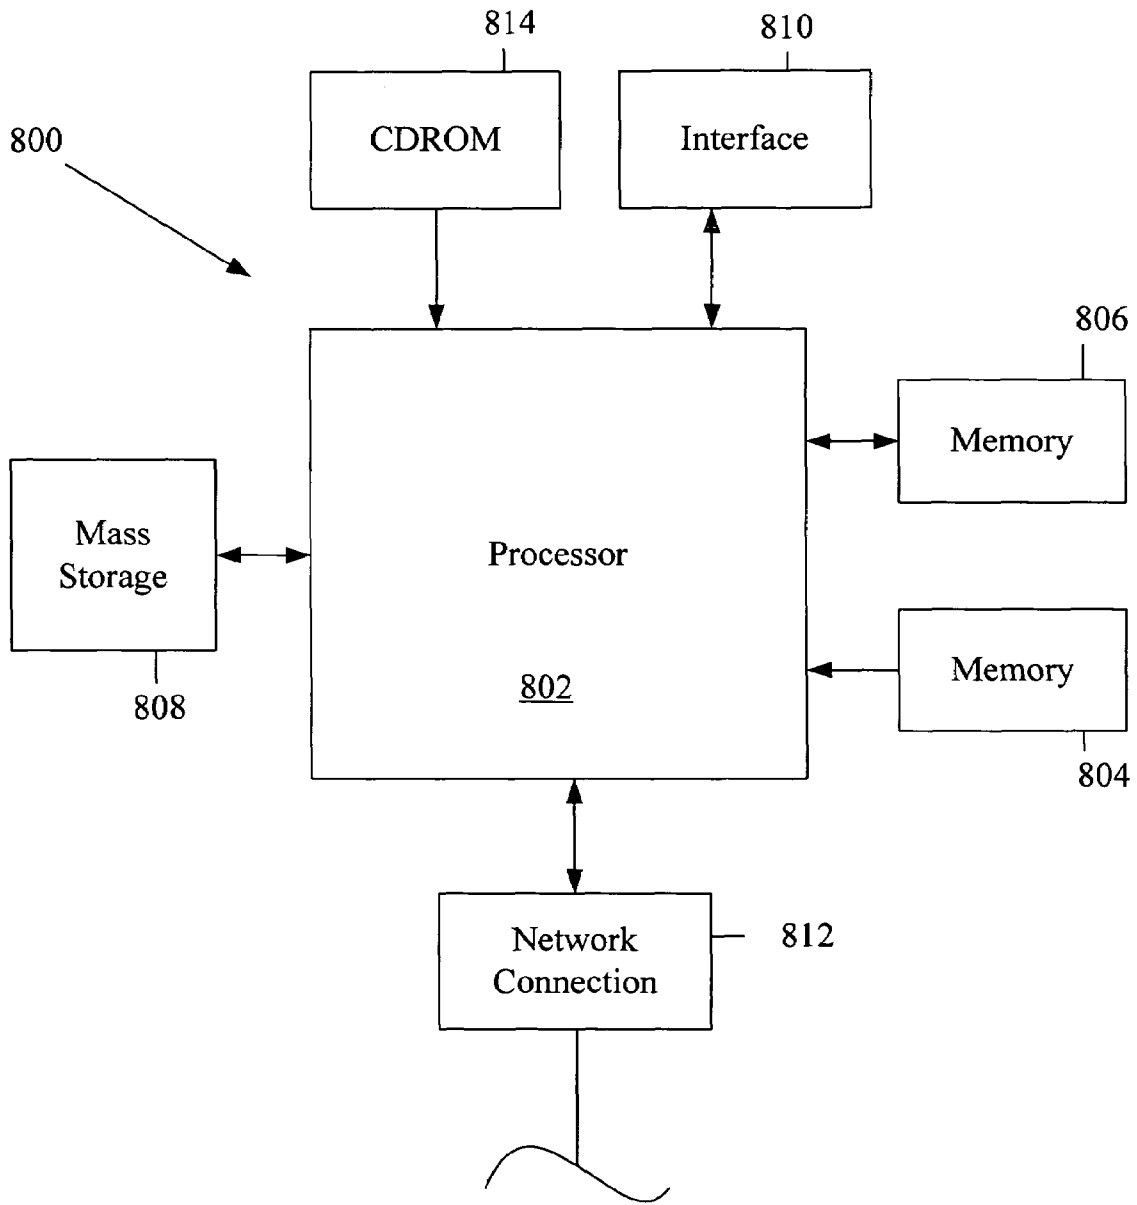 814
810
CDROM
Interface
800
806
Memory
Mass
Storage
Processor
802
808
Memory
804
Network
Connection
812